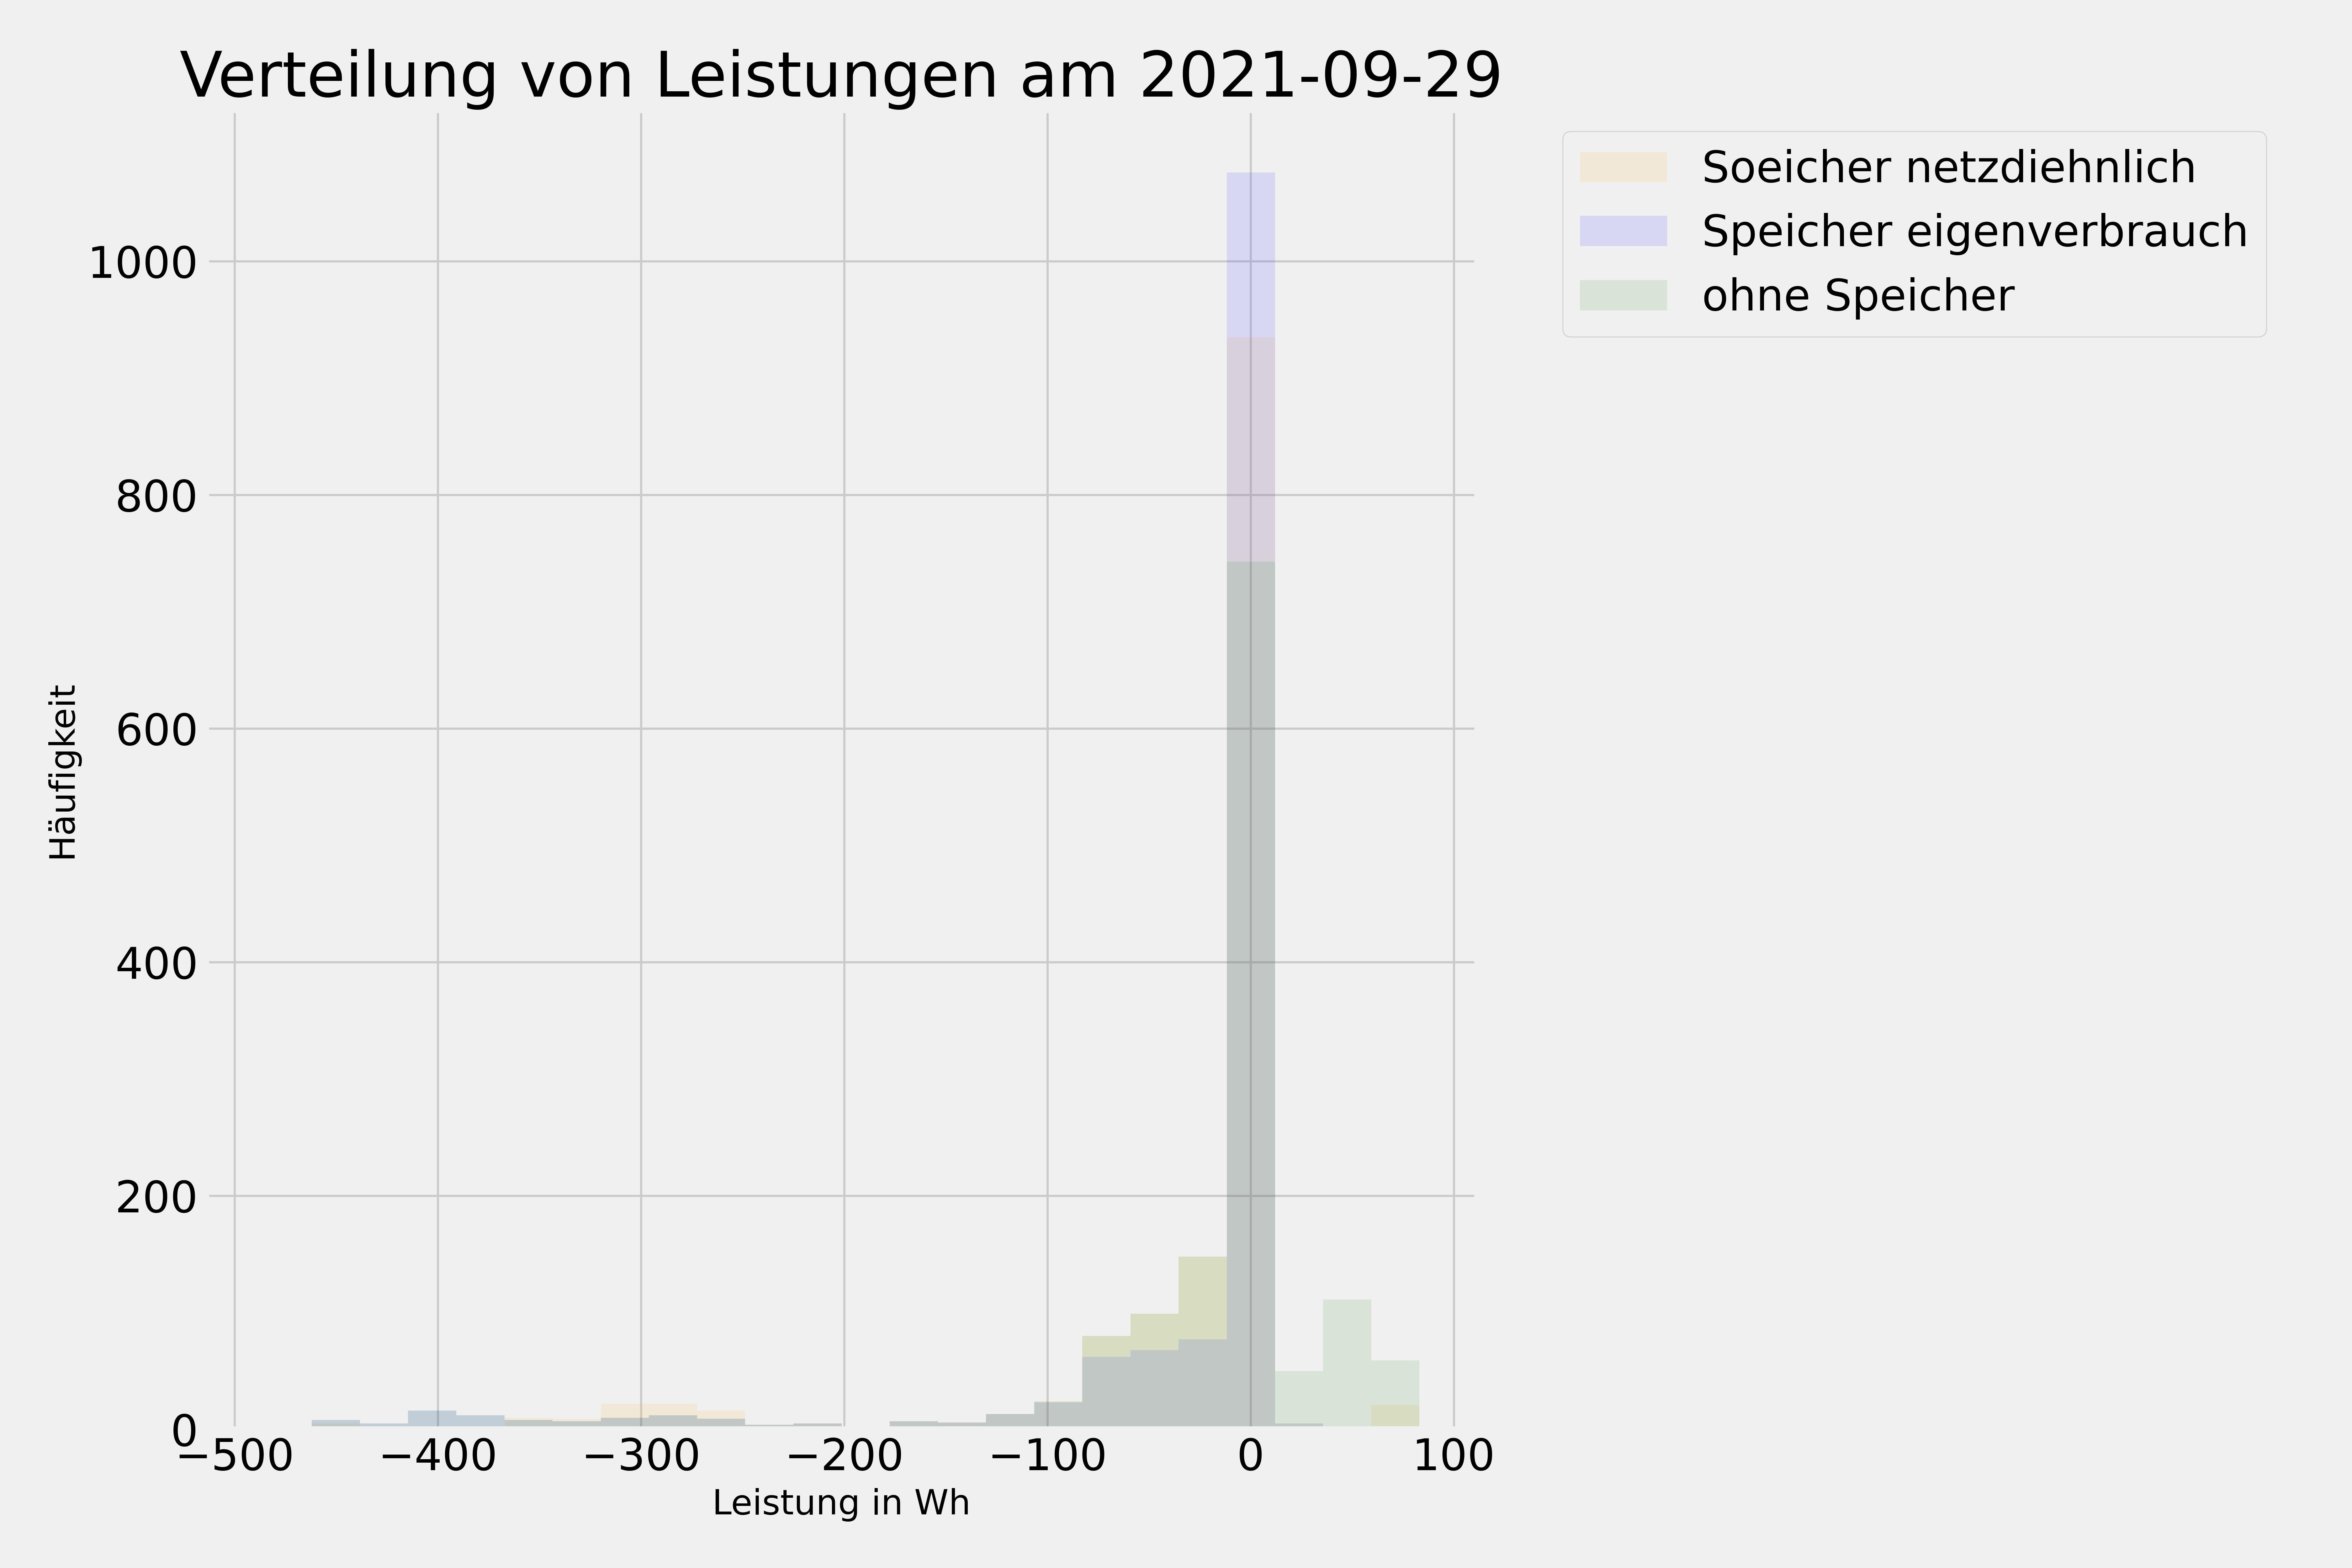 Verteilung von Leistungen am 2021-09-29
Soeicher netzdiehnlich
Speicher eigenverbrauch
ohne Speicher
1000
800
600
400
200
0
Häufigkeit
−500 −400 −300 −200 −100 0 100
Leistung in Wh